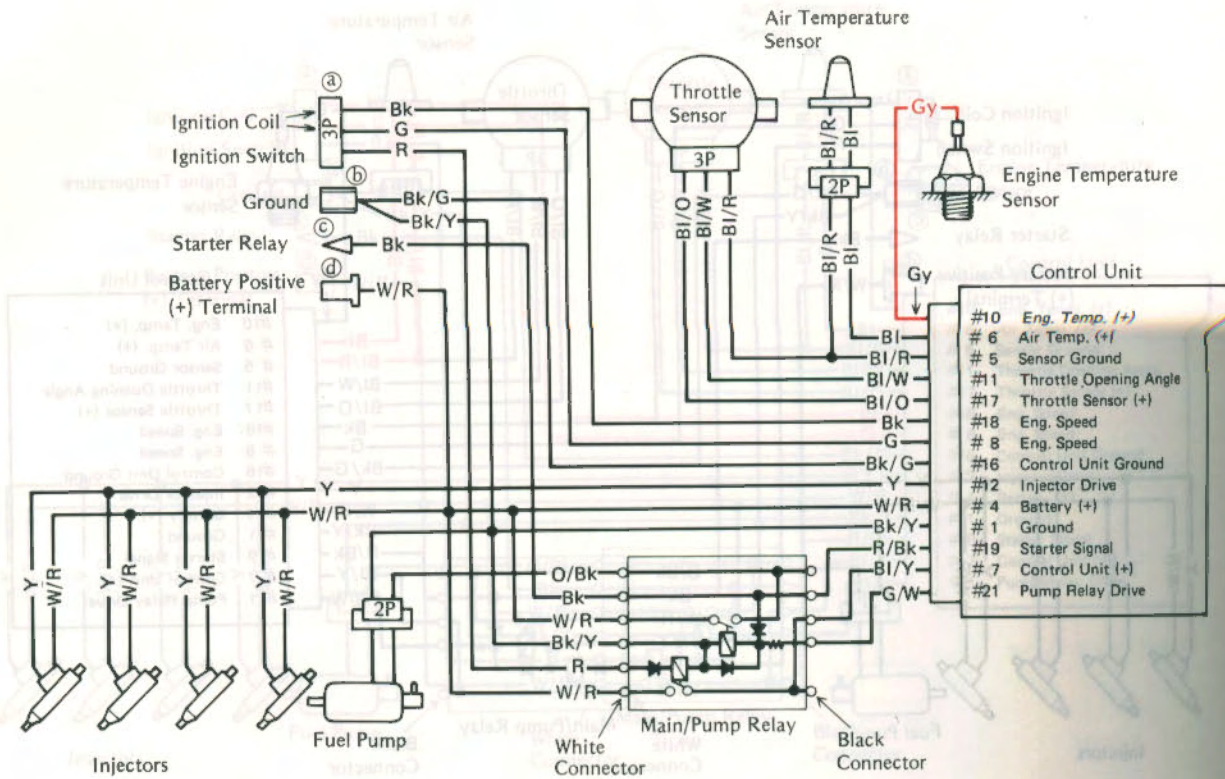 Air Temperature
Sensor
ⓐ
Ignition Coil
Ignition Switch
3P
Bk
G
R
ⓑ
Ground
Bk/G
Bk/Y
ⓒ
Starter Relay
Bk
ⓓ
Battery Positive
(+) Terminal
W/R
Throttle
Sensor
3P
Bl/O
Bl/W
Bl/R
Bl/R
Bl
2P
Bl/R
Bl
Gy
Engine Temperature
Sensor
Gy
Control Unit
#10 Eng. Temp. (+)
Bl # 6 Air Temp. (+)
Bl/R # 5 Sensor Ground
Bl/W #11 Throttle Opening Angle
Bl/O #17 Throttle Sensor (+)
Bk #18 Eng. Speed
G # 8 Eng. Speed
Bk/G #16 Control Unit Ground
Y Y #12 Injector Drive
W/R W/R # 4 Battery (+)
Bk/Y # 1 Ground
R/Bk #19 Starter Signal
Bl/Y # 7 Control Unit (+)
G/W #21 Pump Relay Drive
Y
W/R
Y
W/R
Y
W/R
Y
W/R
2P
O/Bk
Bk
W/R
Bk/Y
R
W/R
Injectors
Fuel Pump
White
Connector
Main/Pump Relay
Black
Connector